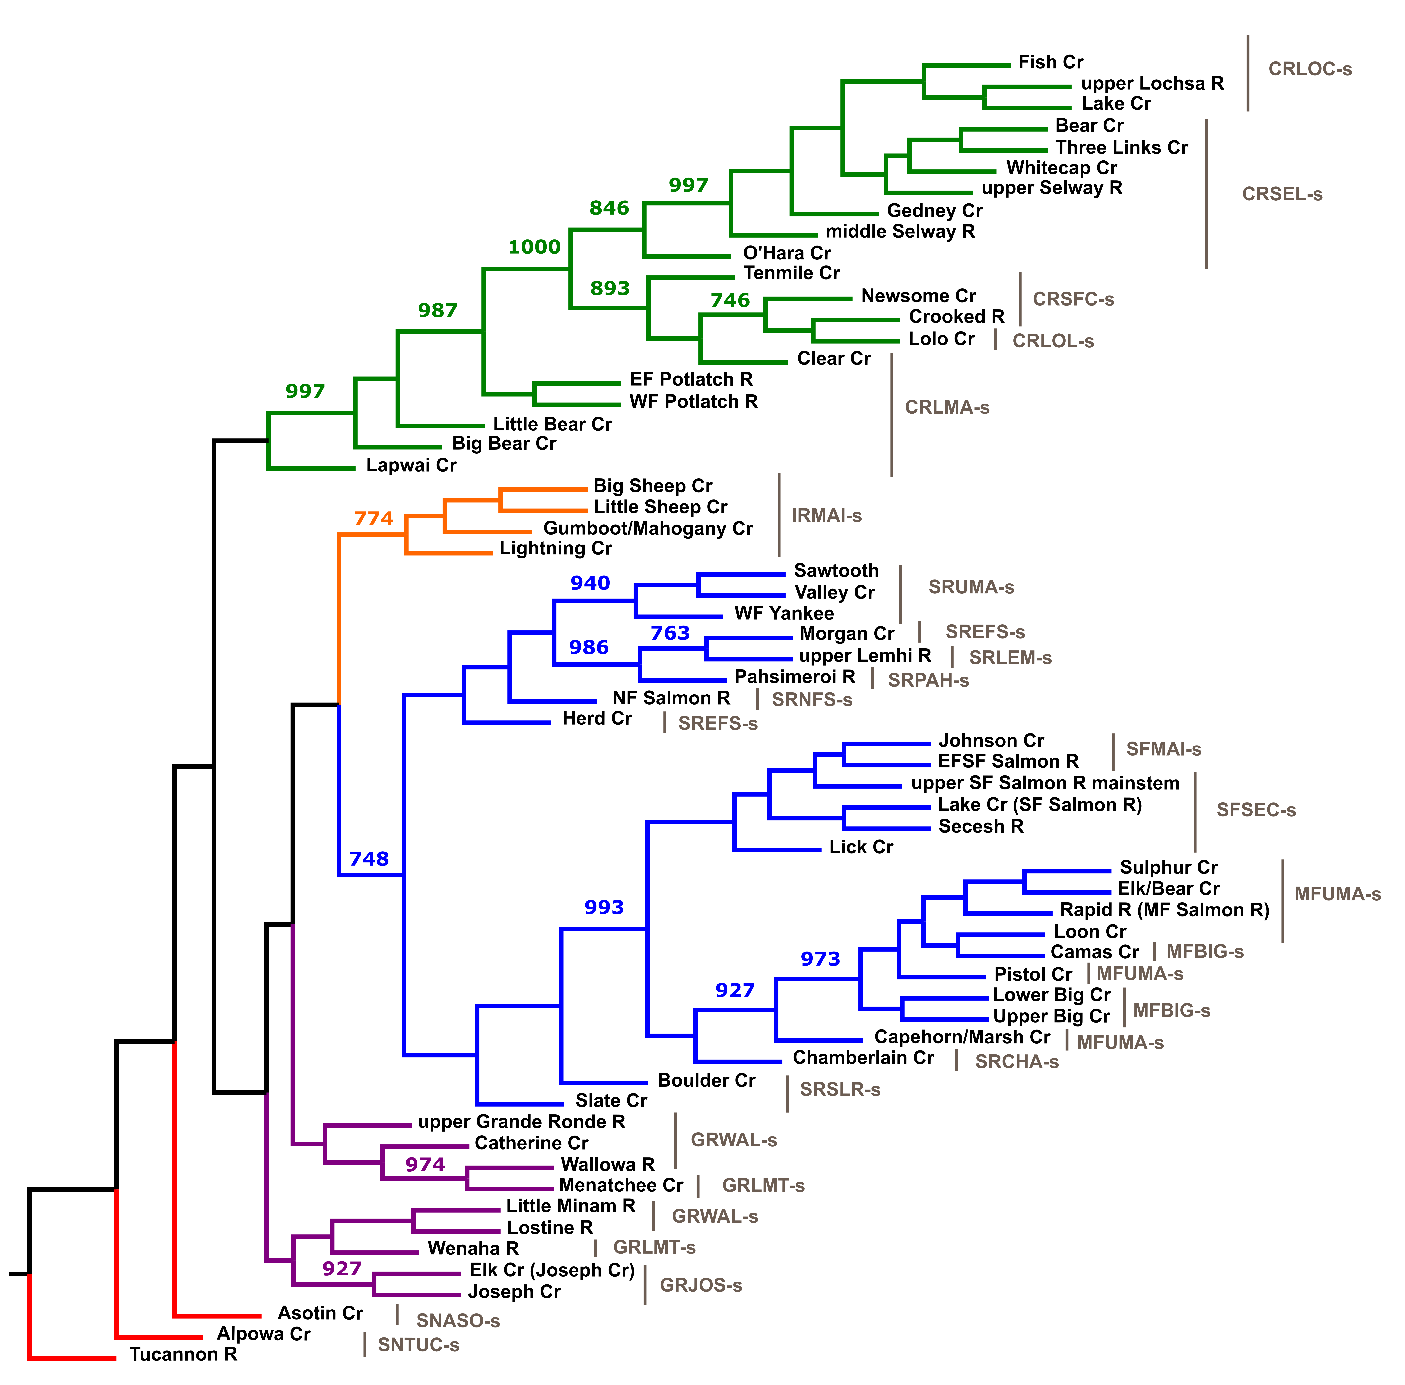 Fish Cr
CRLOC-s
upper Lochsa R
Lake Cr
Bear Cr
Three Links Cr
Whitecap Cr
997
upper Selway R
CRSEL-s
846
Gedney Cr
middle Selway R
1000
O'Hara Cr
Tenmile Cr
893
746
Newsome Cr
CRSFC-s
987
Crooked R
Lolo Cr
CRLOL-s
Clear Cr
EF Potlatch R
997
WF Potlatch R
CRLMA-s
Little Bear Cr
Big Bear Cr
Lapwai Cr
Big Sheep Cr
Little Sheep Cr
774
IRMAI-s
Gumboot/Mahogany Cr
Lightning Cr
Sawtooth
940
Valley Cr
SRUMA-s
WF Yankee
763
Morgan Cr
SREFS-s
986
upper Lemhi R
SRLEM-s
Pahsimeroi R
SRPAH-s
NF Salmon R
SRNFS-s
Herd Cr
SREFS-s
Johnson Cr
SFMAI-s
EFSF Salmon R
upper SF Salmon R mainstem
Lake Cr (SF Salmon R)
SFSEC-s
Secesh R
Lick Cr
748
Sulphur Cr
Elk/Bear Cr
MFUMA-s
993
Rapid R (MF Salmon R)
Loon Cr
Camas Cr
MFBIG-s
973
Pistol Cr
MFUMA-s
927
Lower Big Cr
MFBIG-s
Upper Big Cr
Capehorn/Marsh Cr
MFUMA-s
Chamberlain Cr
SRCHA-s
Boulder Cr
SRSLR-s
Slate Cr
upper Grande Ronde R
Catherine Cr
GRWAL-s
974
Wallowa R
Menatchee Cr
GRLMT-s
Little Minam R
GRWAL-s
Lostine R
Wenaha R
GRLMT-s
927
Elk Cr (Joseph Cr)
GRJOS-s
Joseph Cr
Asotin Cr
SNASO-s
Alpowa Cr
SNTUC-s
Tucannon R